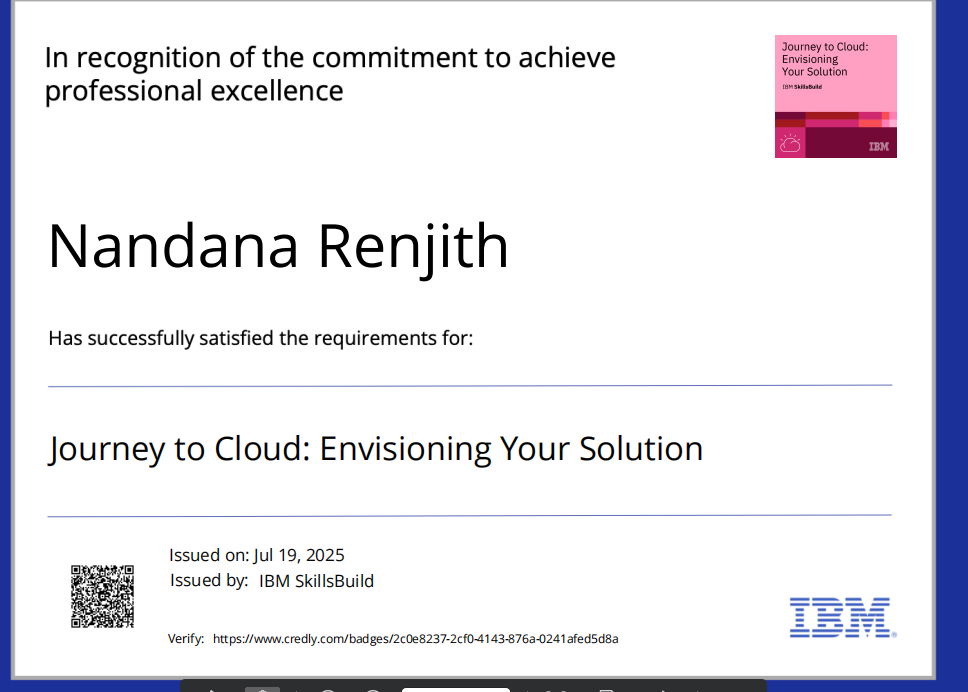 In recognition of the commitment to achieve
professional excellence
Journey to Cloud:
Envisioning
Your Solution
IBM SkillsBuild
IBM
Nandana Renjith
Has successfully satisfied the requirements for:
Journey to Cloud: Envisioning Your Solution
Issued on: Jul 19, 2025
Issued by: IBM SkillsBuild
Verify: https://www.credly.com/badges/2c0e8237-2cf0-4143-876a-0241afed5d8a
IBM®